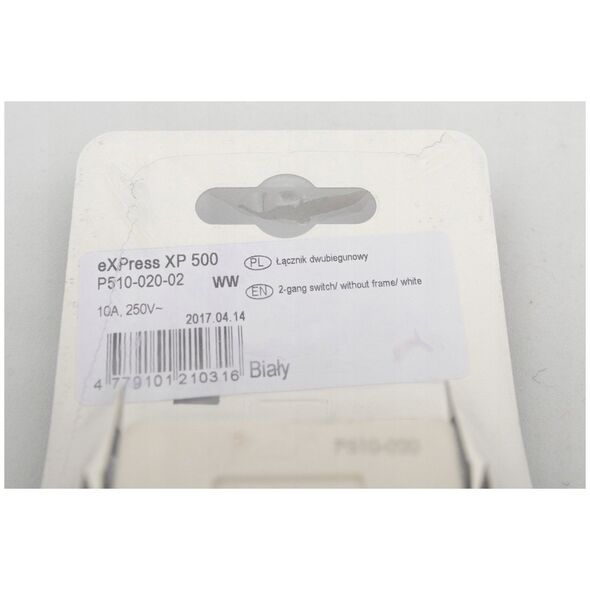 eXPress XP 500
P510-020-02 WW
10A, 250V~
2017.04.14
4 779101 210316
Biały
PL Łącznik dwubiegunowy
EN 2-gang switch/ without frame/ white
P510-020